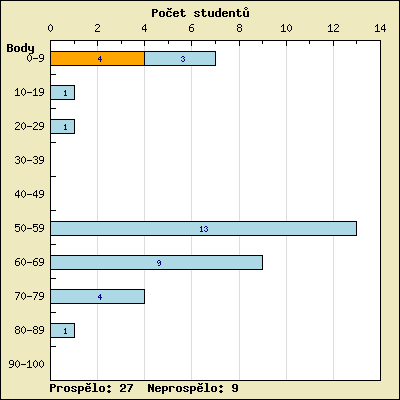 Počet studentů
0 2 4 6 8 10 12 14
Body
0-9 4 3
10-19 1
20-29 1
30-39
40-49
50-59 13
60-69 9
70-79 4
80-89 1
90-100
Prospělo: 27 Neprospělo: 9